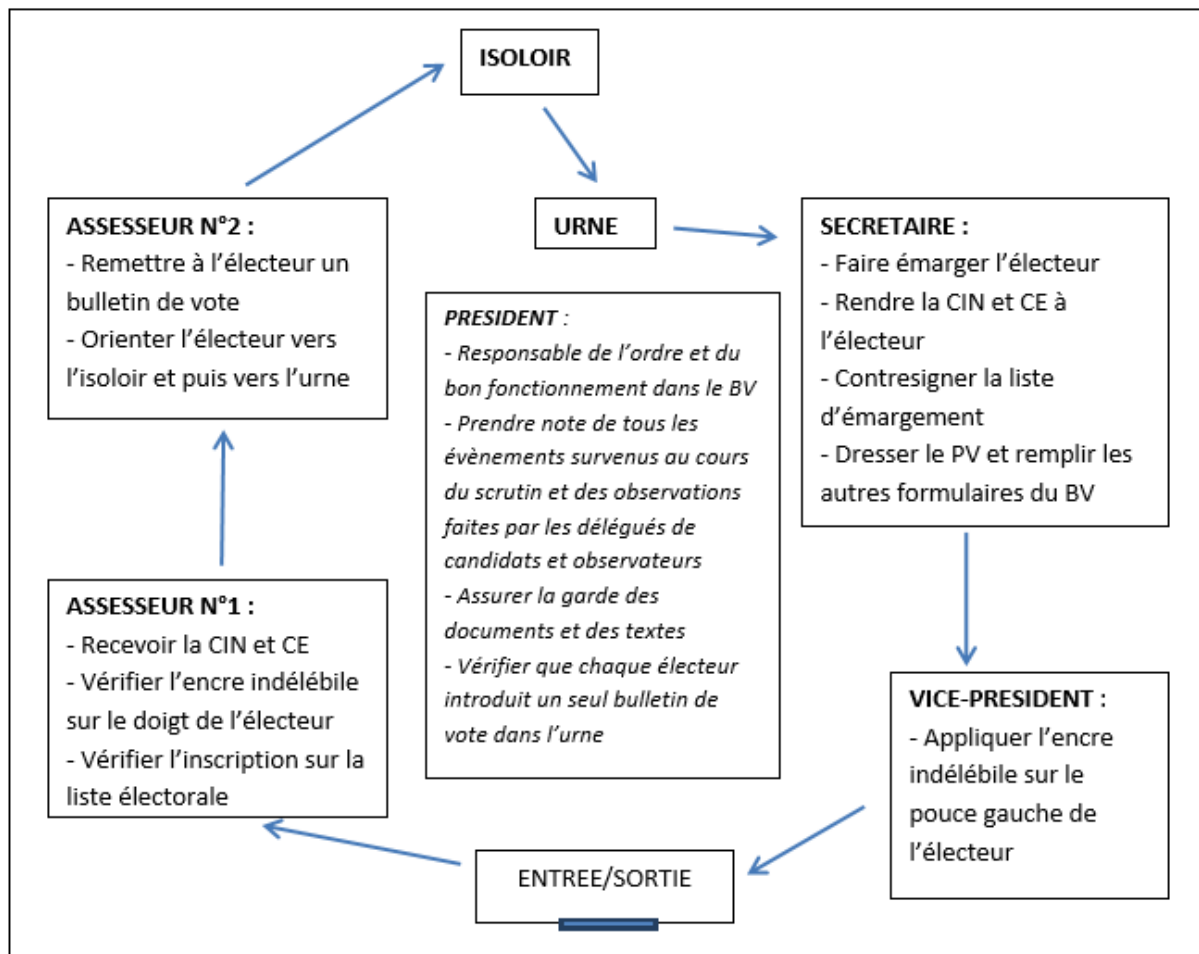 ISOLOIR
ASSESSEUR N°2 :
- Remettre à l'électeur un
bulletin de vote
- Orienter l'électeur vers
l'isoloir et puis vers l'urne
URNE
SECRETAIRE :
- Faire émarger l'électeur
- Rendre la CIN et CE à
l'électeur
- Contresigner la liste
d'émargement
- Dresser le PV et remplir les
autres formulaires du BV
PRESIDENT :
- Responsable de l'ordre et du
bon fonctionnement dans le BV
- Prendre note de tous les
évènements survenus au cours
du scrutin et des observations
faites par les délégués de
candidats et observateurs
- Assurer la garde des
documents et des textes
- Vérifier que chaque électeur
introduit un seul bulletin de
vote dans l'urne
ASSESSEUR N°1 :
- Recevoir la CIN et CE
- Vérifier l'encre indélébile
sur le doigt de l'électeur
- Vérifier l'inscription sur la
liste électorale
VICE-PRESIDENT :
- Appliquer l'encre
indélébile sur le
pouce gauche de
l'électeur
ENTREE/SORTIE